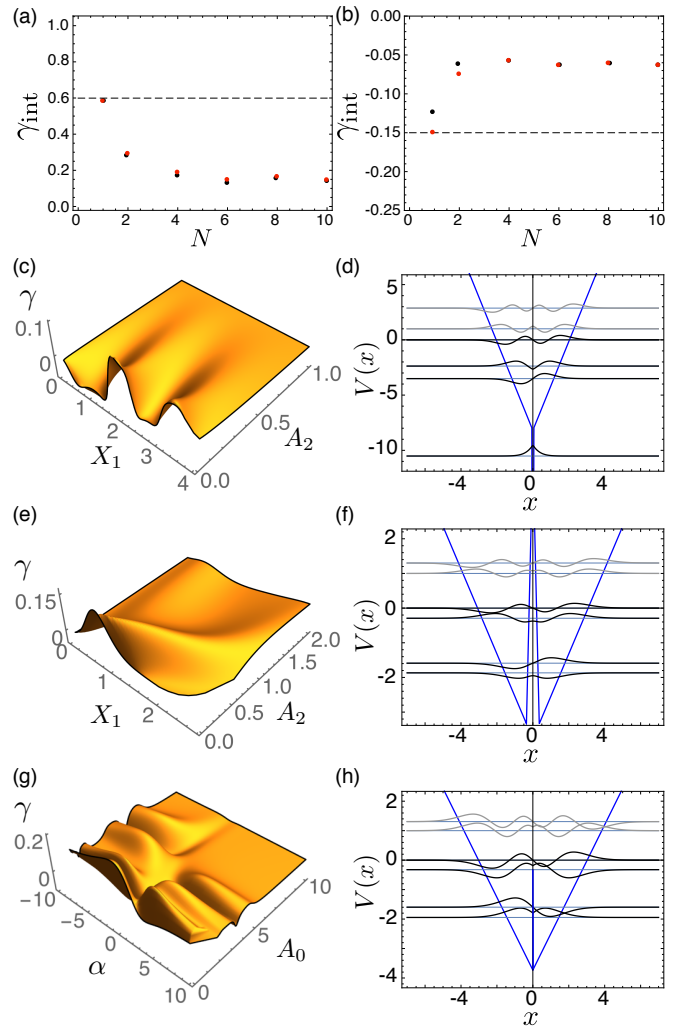 (a)
1.0
0.8
0.6
0.4
0.2
0.0
γint
0 2 4 6 8 10
N
(b)
-0.00
-0.05
-0.10
-0.15
-0.20
-0.25
γint
0 2 4 6 8 10
N
(c)
γ
0.1
0
0 1 2 3 4
X1
0.0 0.5 1.0
A2
(d)
5
0
-5
-10
V(x)
-4 0 4
x
(e)
γ
0.15
0
0 1 2
X1
0.0 0.5 1.0 1.5 2.0
A2
(f)
2
0
-2
V(x)
-4 0 4
x
(g)
γ
0.2
0
-10 -5 0 5 10
α
0 5 10
A0
(h)
2
0
-2
-4
V(x)
-4 0 4
x